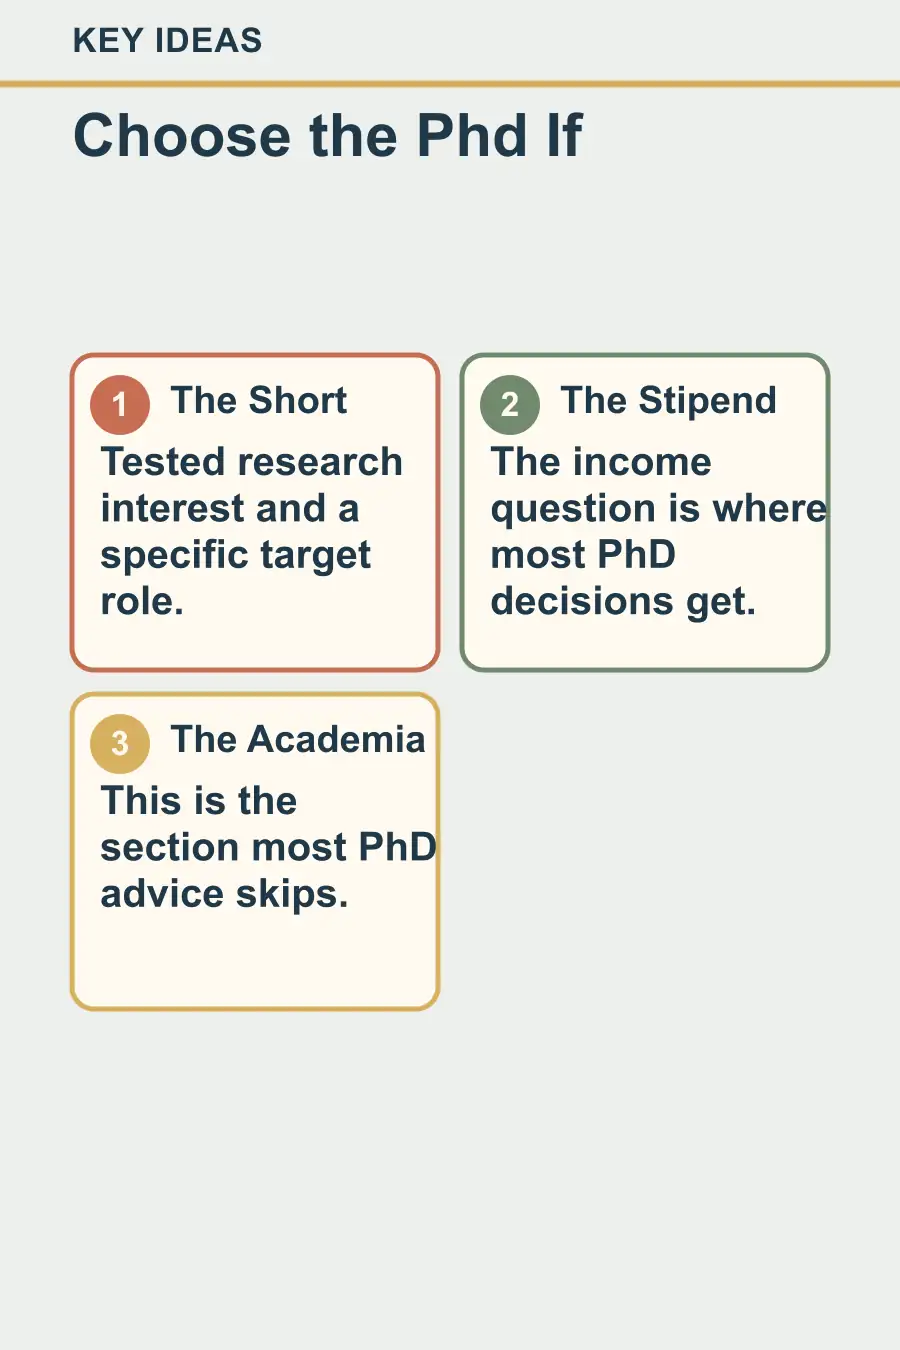 KEY IDEAS
Choose the Phd If
1 The Short
Tested research
interest and a
specific target
role.
2 The Stipend
The income
question is where
most PhD
decisions get.
3 The Academia
This is the
section most PhD
advice skips.